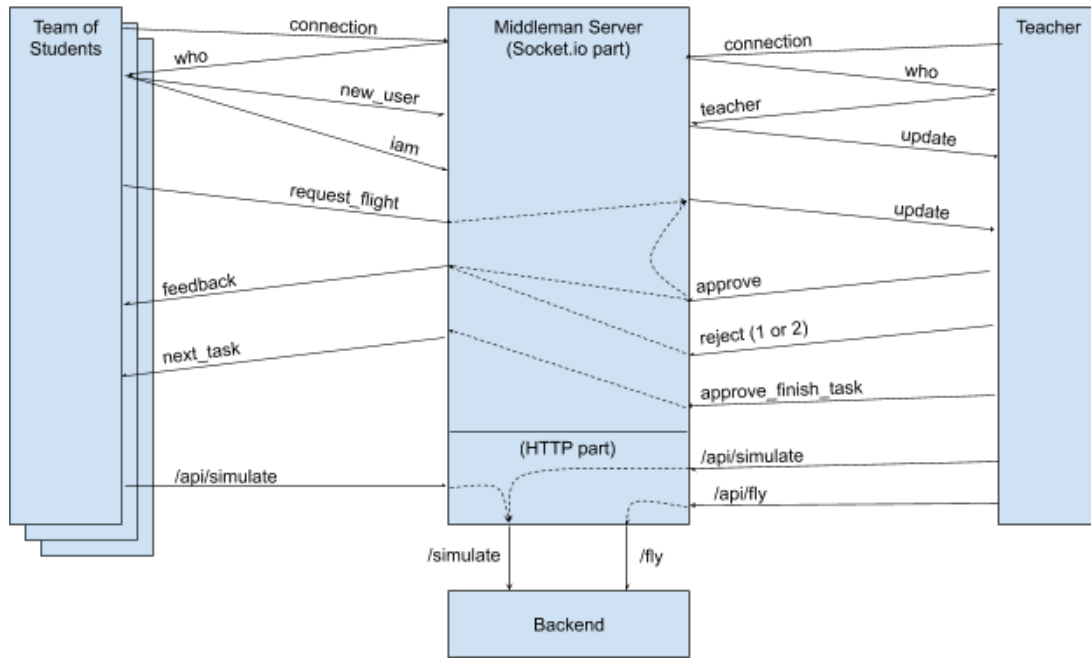 Team of
Students
connection
who
new_user
iam
request_flight
feedback
next_task
/api/simulate
Middleman Server
(Socket.io part)
(HTTP part)
connection
who
teacher
update
update
approve
reject (1 or 2)
approve_finish_task
/api/simulate
/api/fly
Teacher
/simulate
/fly
Backend